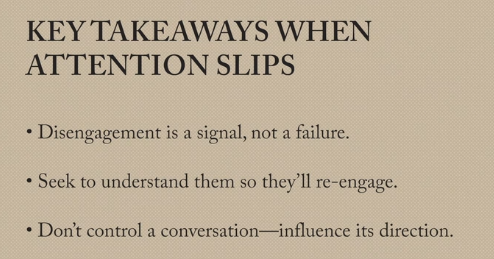 KEY TAKEAWAYS WHEN
ATTENTION SLIPS
• Disengagement is a signal, not a failure.
• Seek to understand them so they’ll re-engage.
• Don’t control a conversation—influence its direction.